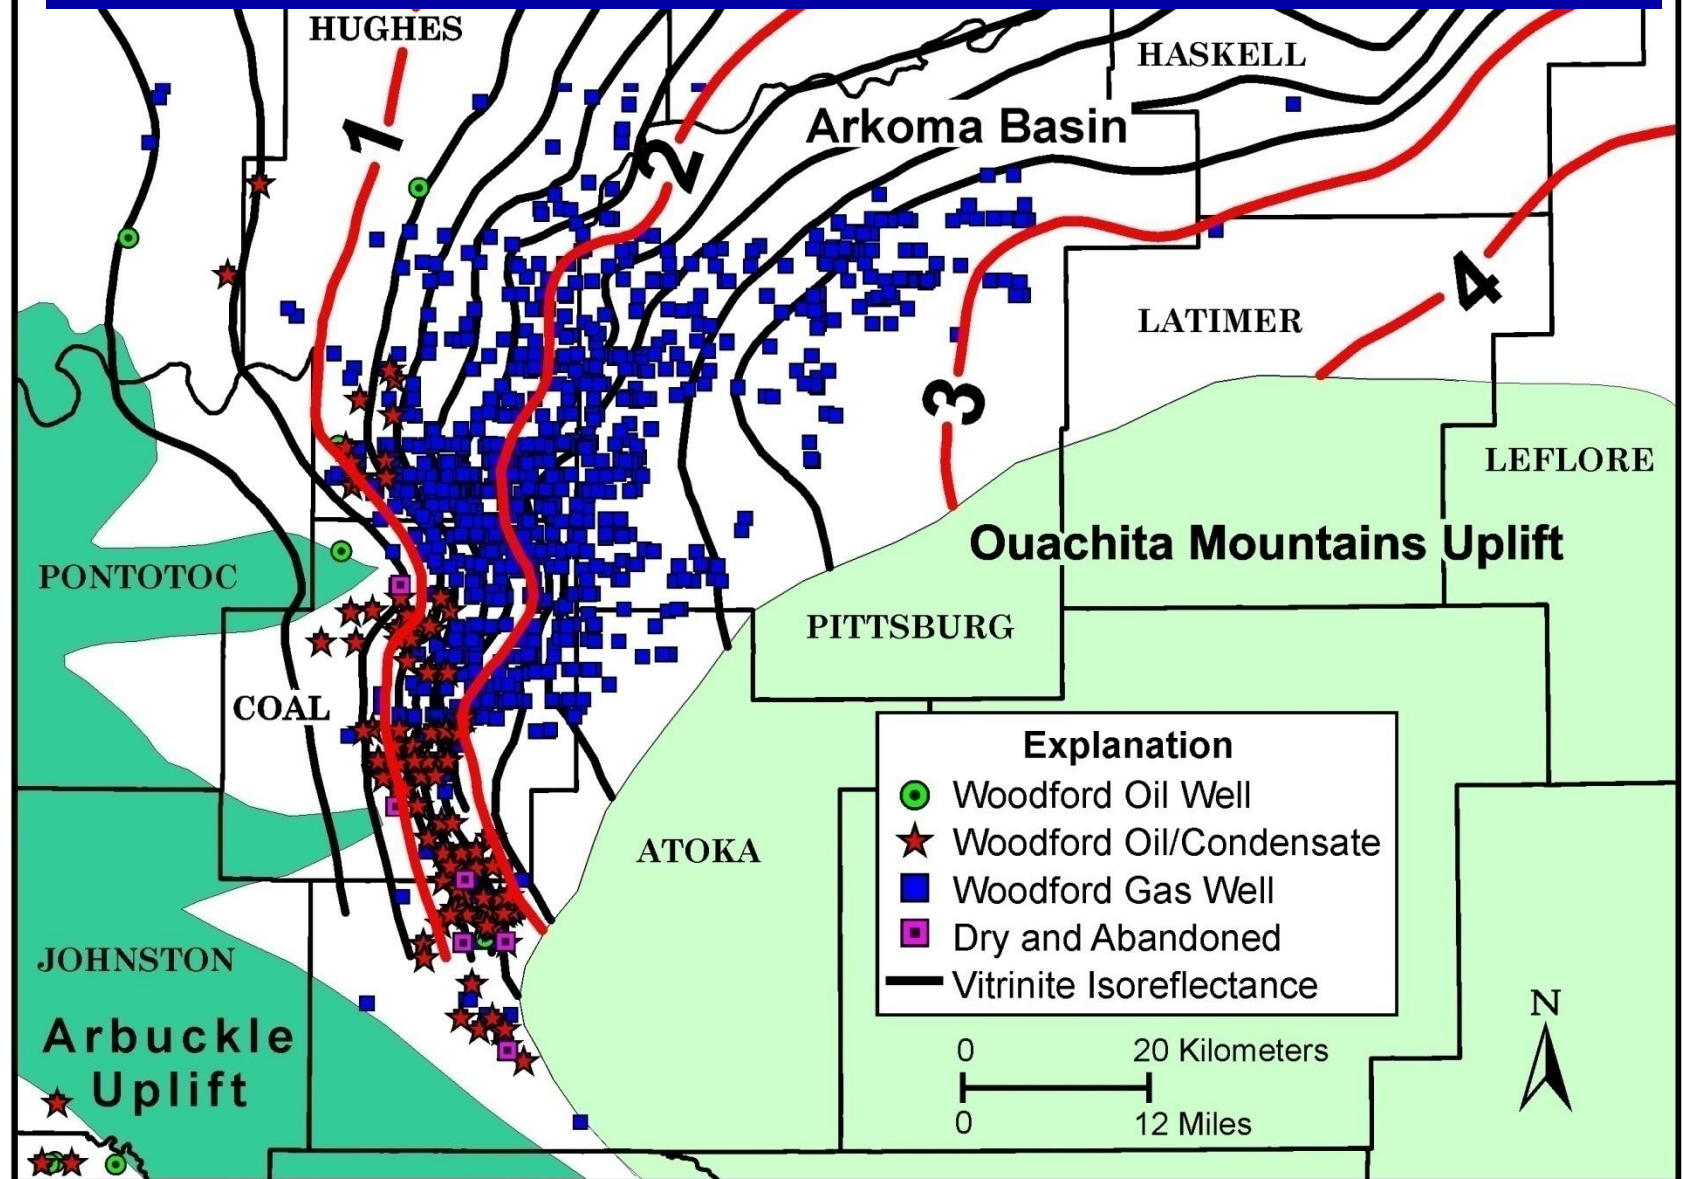 HUGHES
HASKELL
1
Arkoma Basin
2
4
LATIMER
3
LEFLORE
Ouachita Mountains Uplift
PONTOTOC
PITTSBURG
COAL
Explanation
Woodford Oil Well
Woodford Oil/Condensate
Woodford Gas Well
Dry and Abandoned
Vitrinite Isoreflectance
ATOKA
JOHNSTON
Arbuckle
Uplift
N
0 20 Kilometers
0 12 Miles